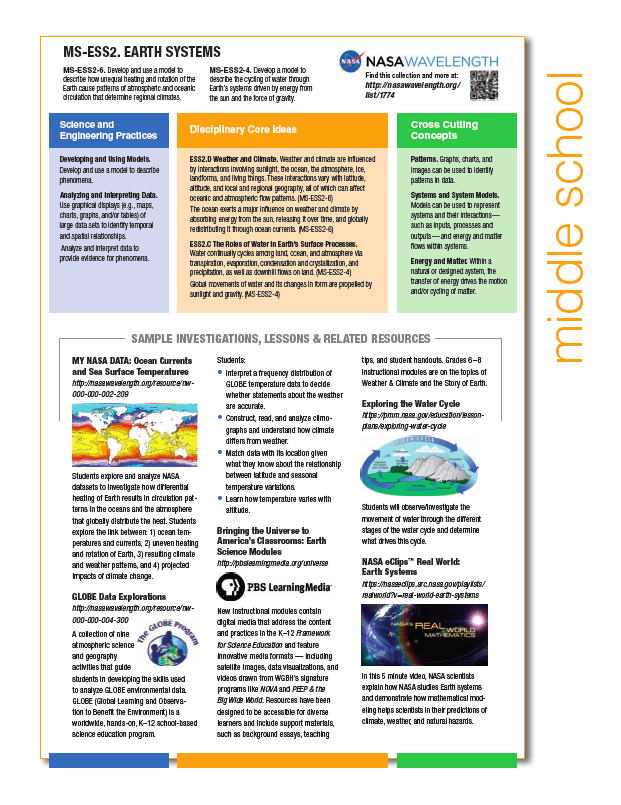 MS-ESS2. EARTH SYSTEMS
MS-ESS2-6. Develop and use a model to
describe how unequal heating and rotation of the
Earth cause patterns of atmospheric and oceanic
circulation that determine regional climates.
MS-ESS2-4. Develop a model to
describe the cycling of water through
Earth's systems driven by energy from
the sun and the force of gravity.
NASA
NASAWAVELENGTH
Find this collection and more at:
http://nasawavelength.org/
list/1774
middle school
Science and
Engineering Practices
Developing and Using Models.
Develop and use a model to describe
phenomena.
Analyzing and Interpreting Data.
Use graphical displays (e.g., maps,
charts, graphs, and/or tables) of
large data sets to identify temporal
and spatial relationships.
Analyze and interpret data to
provide evidence for phenomena.
Disciplinary Core Ideas
ESS2.D Weather and Climate. Weather and climate are influenced
by interactions involving sunlight, the ocean, the atmosphere, ice,
landforms, and living things. These interactions vary with latitude,
altitude, and local and regional geography, all of which can affect
oceanic and atmospheric flow patterns. (MS-ESS2-6)
The ocean exerts a major influence on weather and climate by
absorbing energy from the sun, releasing it over time, and globally
redistributing it through ocean currents. (MS-ESS2-6)
ESS2.C The Roles of Water in Earth's Surface Processes.
Water continually cycles among land, ocean, and atmosphere via
transpiration, evaporation, condensation and crystallization, and
precipitation, as well as downhill flows on land. (MS-ESS2-4)
Global movements of water and its changes in form are propelled by
sunlight and gravity. (MS-ESS2-4)
Cross Cutting
Concepts
Patterns. Graphs, charts, and
images can be used to identify
patterns in data.
Systems and System Models.
Models can be used to represent
systems and their interactions—
such as inputs, processes and
outputs—and energy and matter
flows within systems.
Energy and Matter. Within a
natural or designed system, the
transfer of energy drives the motion
and/or cycling of matter.
SAMPLE INVESTIGATIONS, LESSONS & RELATED RESOURCES
MY NASA DATA: Ocean Currents
and Sea Surface Temperatures
http://nasawavelength.org/resource/nw-
000-000-002-209
Students explore and analyze NASA
datasets to investigate how differential
heating of Earth results in circulation pat-
terns in the oceans and the atmosphere
that globally distribute the heat. Students
explore the link between: 1) ocean tem-
peratures and currents, 2) uneven heating
and rotation of Earth, 3) resulting climate
and weather patterns, and 4) projected
impacts of climate change.
GLOBE Data Explorations
http://nasawavelength.org/resource/nw-
000-000-004-300
A collection of nine
atmospheric science
and geography
activities that guide
The GLOBE Program
students in developing the skills used
to analyze GLOBE environmental data.
GLOBE (Global Learning and Observa-
tion to Benefit the Environment) is a
worldwide, hands-on, K–12 school-based
science education program.
Students:
• Interpret a frequency distribution of
GLOBE temperature data to decide
whether statements about the weather
are accurate.
• Construct, read, and analyze climo-
graphs and understand how climate
differs from weather.
• Match data with its location given
what they know about the relationship
between latitude and seasonal
temperature variations.
• Learn how temperature varies with
altitude.
Bringing the Universe to
America's Classrooms: Earth
Science Modules
http://pbslearningmedia.org/universe
PBS LearningMedia
New instructional modules contain
digital media that address the content
and practices in the K–12 Framework
for Science Education and feature
innovative media formats — including
satellite images, data visualizations, and
videos drawn from WGBH's signature
programs like NOVA and PEEP & the
Big Wide World. Resources have been
designed to be accessible for diverse
learners and include support materials,
such as background essays, teaching
tips, and student handouts. Grades 6–8
instructional modules are on the topics of
Weather & Climate and the Story of Earth.
Exploring the Water Cycle
https://pmm.nasa.gov/education/lesson-
plans/exploring-water-cycle
WATER CYCLE
Students will observe/investigate the
movement of water through the different
stages of the water cycle and determine
what drives this cycle.
NASA eClips™ Real World:
Earth Systems
https://nasaeclips.arc.nasa.gov/playlists/
realworld?v=real-world-earth-systems
NASA'S REAL WORLD
MATHEMATICS
In this 5 minute video, NASA scientists
explain how NASA studies Earth systems
and demonstrate how mathematical mod-
eling helps scientists in their predictions of
climate, weather, and natural hazards.